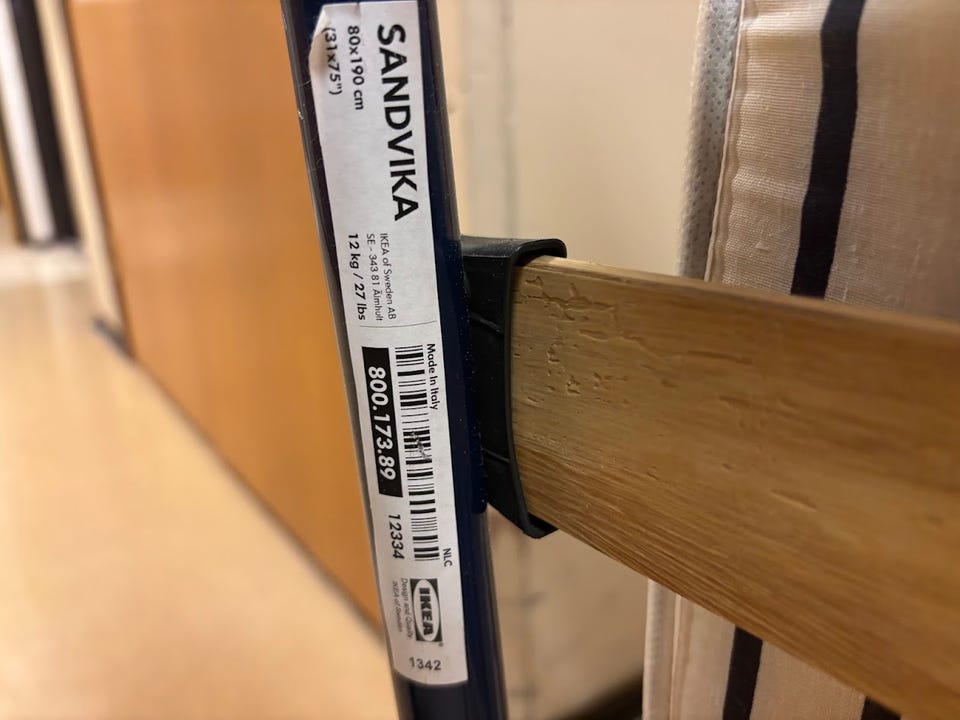 SANDVIKA
80x190 cm
(31x75")
IKEA of Sweden AB
SE - 343 81 Älmhult
12 kg / 27 lbs
Made in Italy
800.173.89
12334
NLC
IKEA®
Design and Quality
IKEA of Sweden
1342